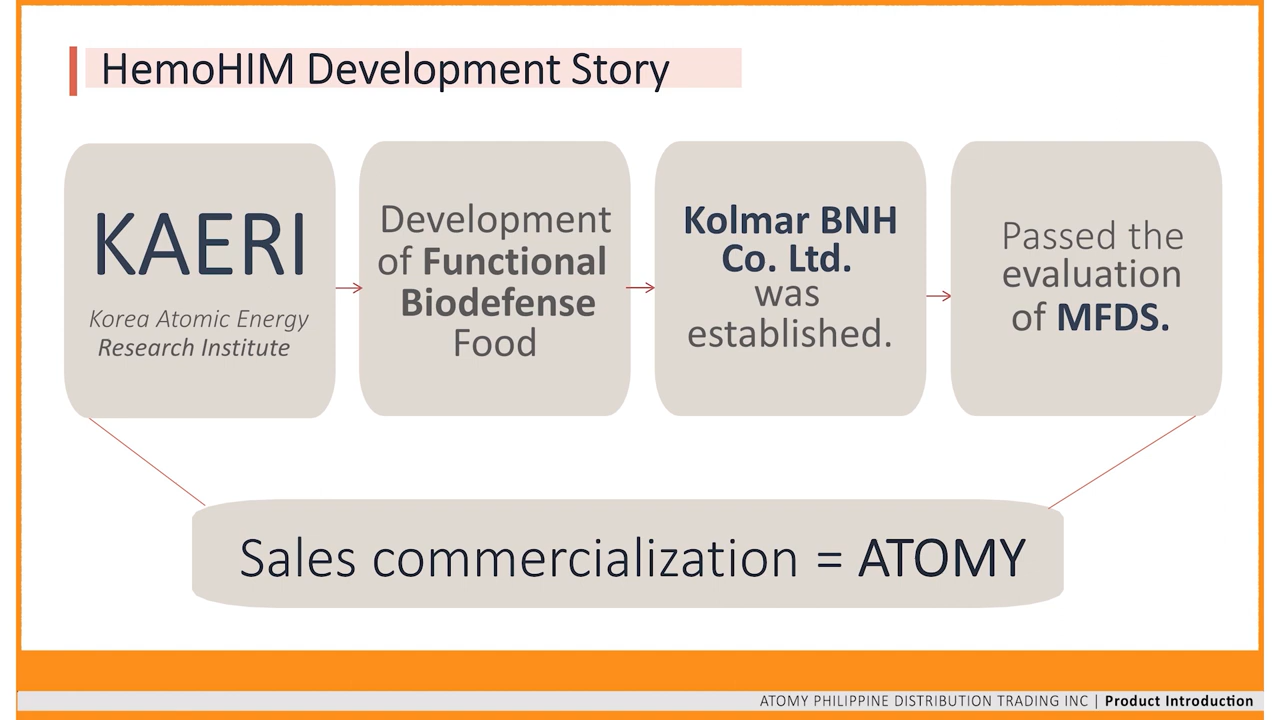 HemoHIM Development Story
KAERI
Korea Atomic Energy
Research Institute
Development
of Functional
Biodefense
Food
Kolmar BNH
Co. Ltd.
was
established.
Passed the
evaluation
of MFDS.
Sales commercialization = ATOMY
ATOMY PHILIPPINE DISTRIBUTION TRADING INC | Product Introduction